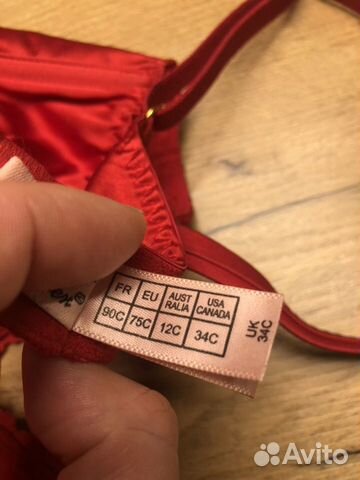 FR EU AUST RALIA USA CANADA
90C 75C 12C 34C
UK 34C
Avito